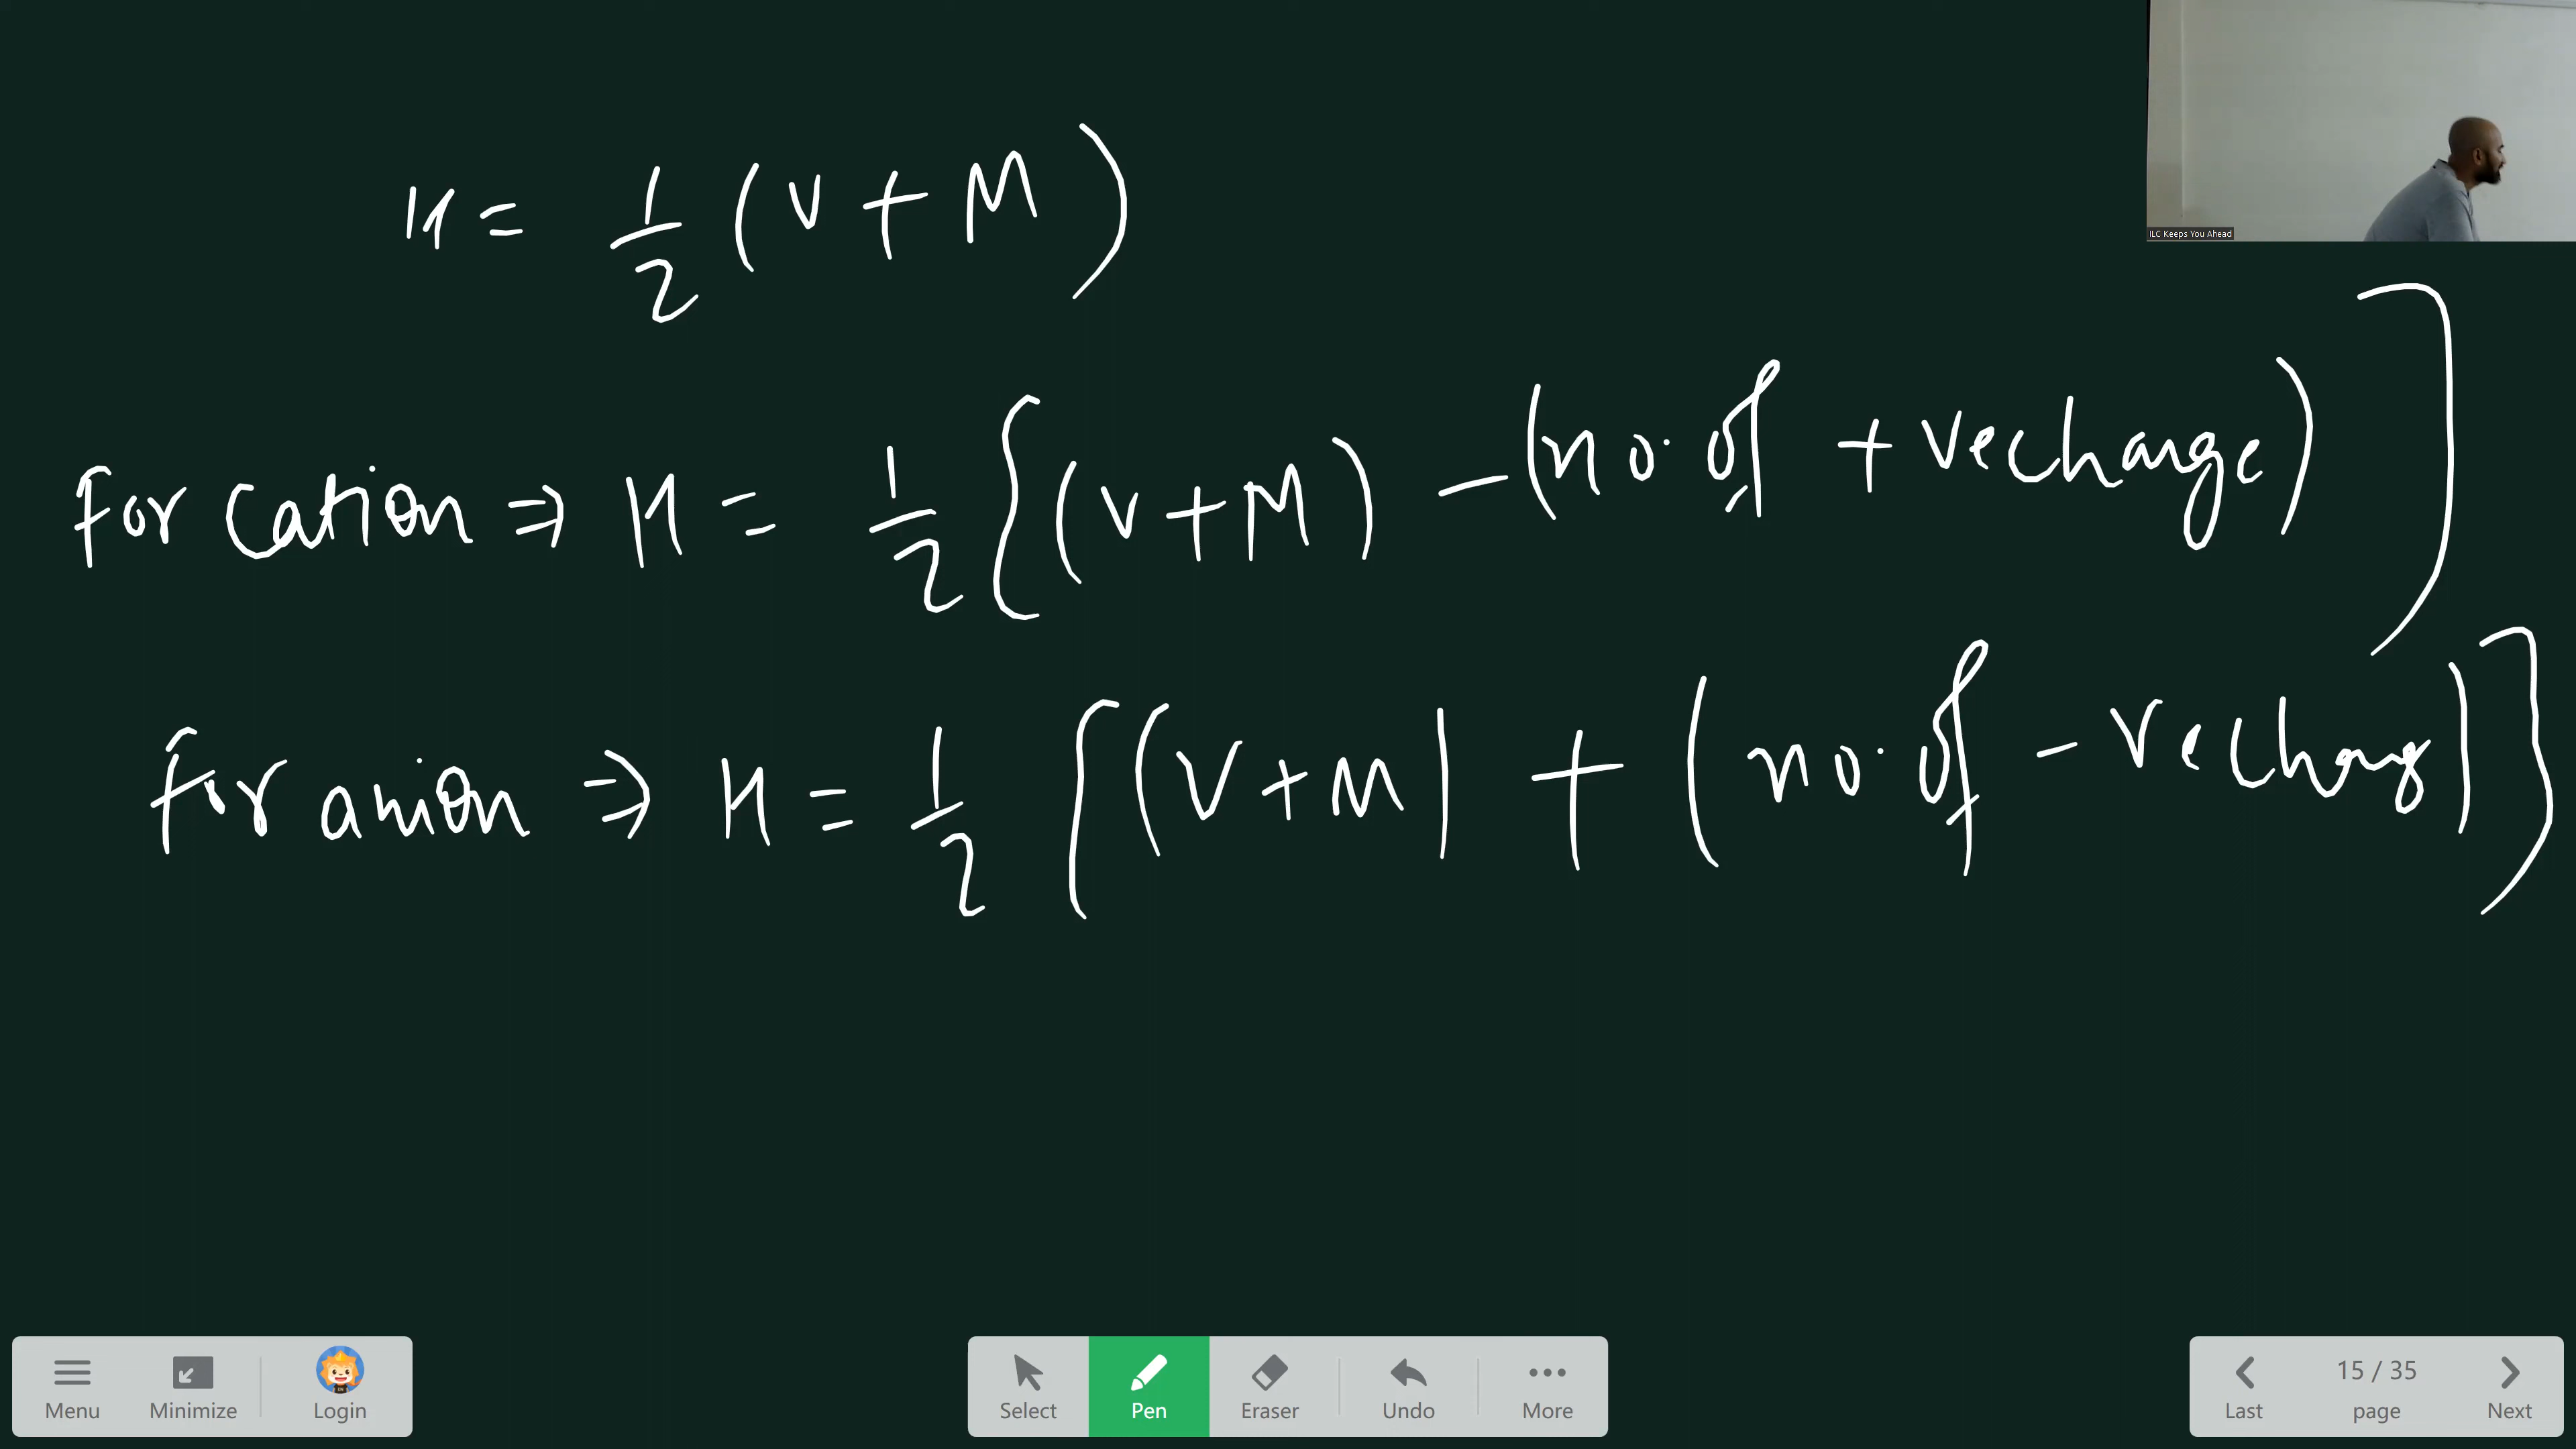 H = 1/2 (V + M)
ILC Keeps You Ahead
For cation ⇒ H = 1/2 {(V+M) - (no. of + ve charge)]
For anion ⇒ H = 1/2 [(V+M) + (no. of - ve charg)}
Menu Minimize Login Select Pen Eraser Undo More Last 15 / 35 page Next